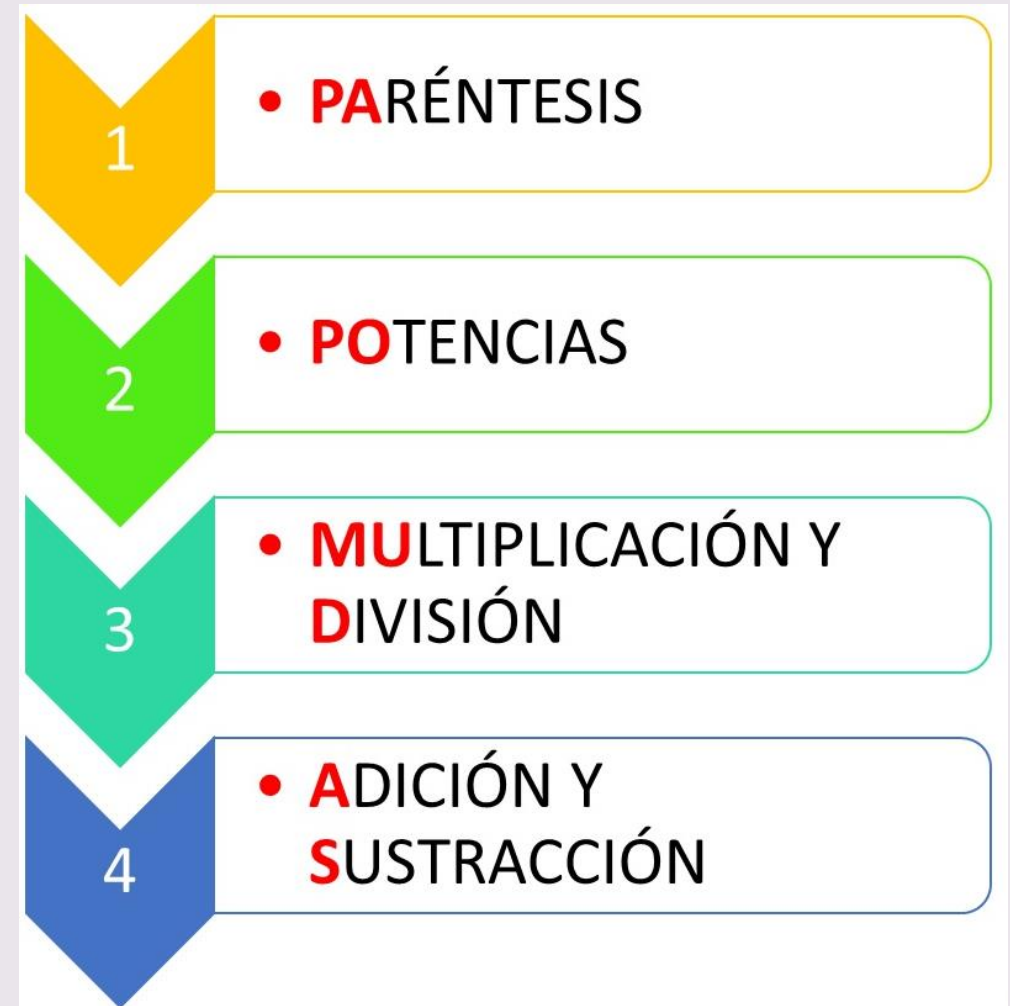 1
• PARÉNTESIS
2
• POTENCIAS
3
• MULTIPLICACIÓN Y
DIVISIÓN
4
• ADICIÓN Y
SUSTRACCIÓN